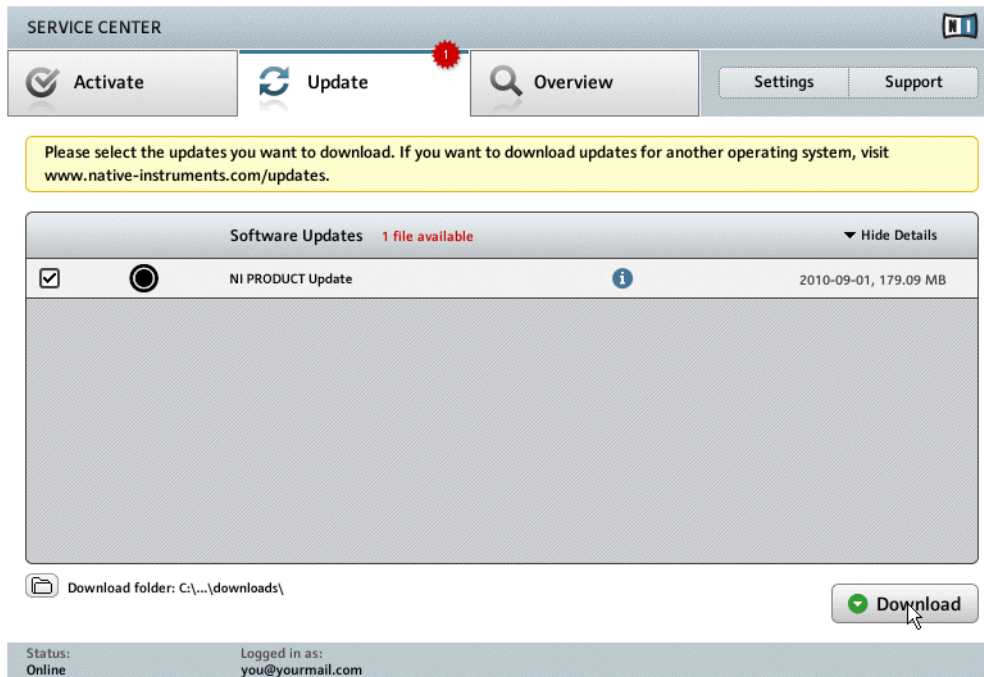 SERVICE CENTER
NI
Activate
Update
1
Overview
Settings
Support
Please select the updates you want to download. If you want to download updates for another operating system, visit
www.native-instruments.com/updates.
Software Updates 1 file available
Hide Details
NI PRODUCT Update
i
2010-09-01, 179.09 MB
Download folder: C:\...\downloads\
Download
Status:
Logged in as:
Online
you@yourmail.com